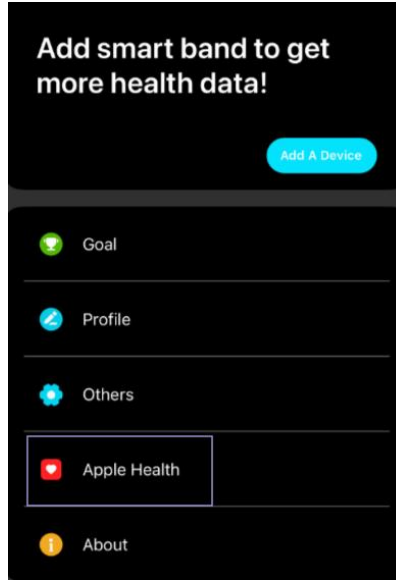 Add smart band to get
more health data!
Add A Device
Goal
Profile
Others
Apple Health
About